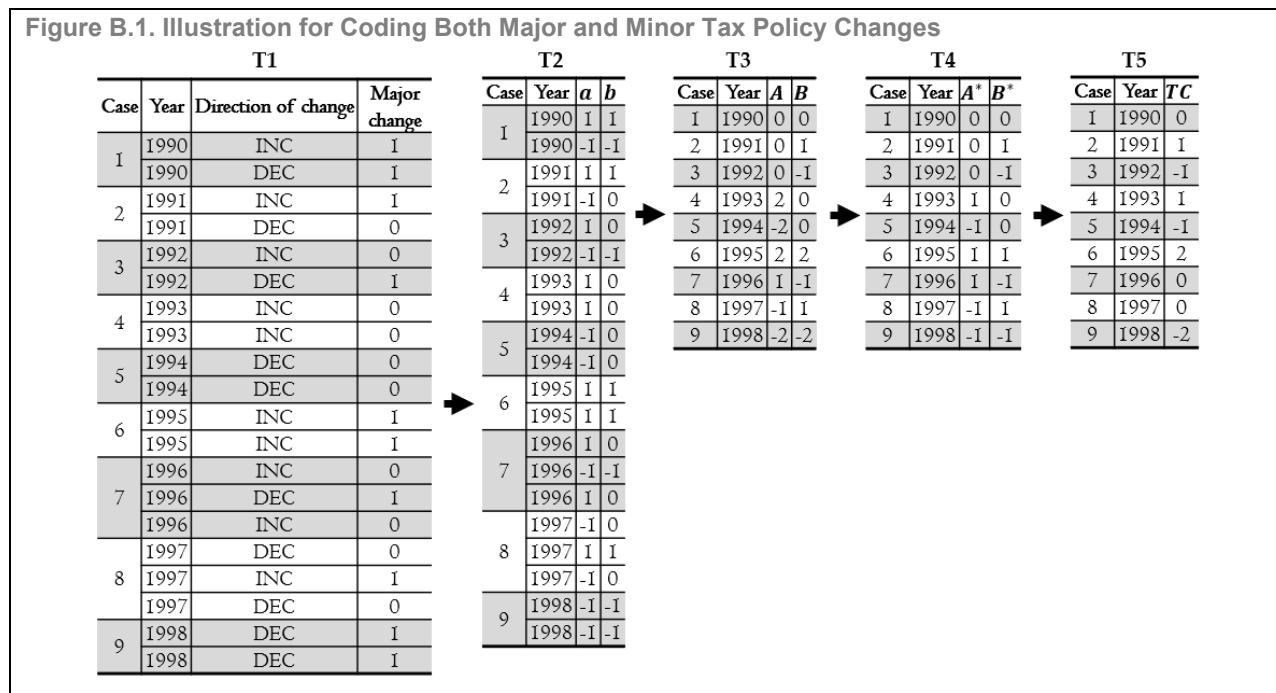 Figure B.1. Illustration for Coding Both Major and Minor Tax Policy Changes
T1
Case Year Direction of change Major change
1 1990 INC 1
1990 DEC 1
2 1991 INC 1
1991 DEC 0
3 1992 INC 0
1992 DEC 1
4 1993 INC 0
1993 INC 0
5 1994 DEC 0
1994 DEC 0
6 1995 INC 1
1995 INC 1
7 1996 INC 0
1996 DEC 1
1996 INC 0
8 1997 DEC 0
1997 INC 1
1997 DEC 0
9 1998 DEC 1
1998 DEC 1
T2
Case Year a b
1 1990 1 1
1990 -1 -1
2 1991 1 1
1991 -1 0
3 1992 1 0
1992 -1 -1
4 1993 1 0
1993 1 0
5 1994 -1 0
1994 -1 0
6 1995 1 1
1995 1 1
7 1996 1 0
1996 -1 -1
1996 1 0
8 1997 -1 0
1997 1 1
1997 -1 0
9 1998 -1 -1
1998 -1 -1
T3
Case Year A B
1 1990 0 0
2 1991 0 1
3 1992 0 -1
4 1993 2 0
5 1994 -2 0
6 1995 2 2
7 1996 1 -1
8 1997 -1 1
9 1998 -2 -2
T4
Case Year A* B*
1 1990 0 0
2 1991 0 1
3 1992 0 -1
4 1993 1 0
5 1994 -1 0
6 1995 1 1
7 1996 1 -1
8 1997 -1 1
9 1998 -1 -1
T5
Case Year TC
1 1990 0
2 1991 1
3 1992 -1
4 1993 1
5 1994 -1
6 1995 2
7 1996 0
8 1997 0
9 1998 -2